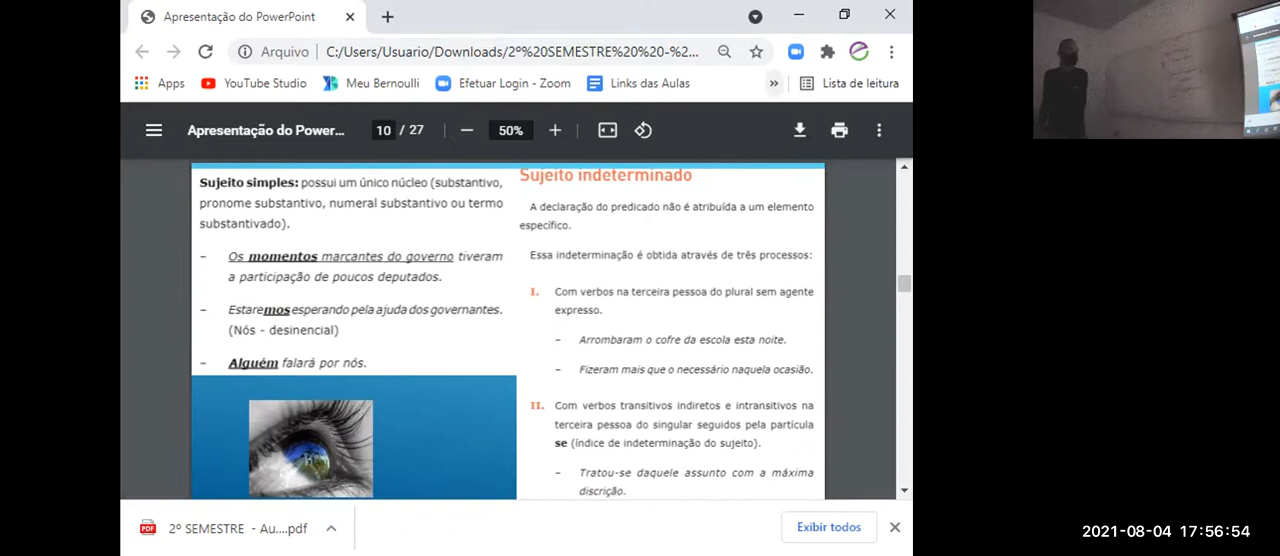 Apresentação do PowerPoint
Arquivo
C:/Users/Usuario/Downloads/2º%20SEMESTRE%20%20-%2...
Apps
YouTube Studio
Meu Bernoulli
Efetuar Login - Zoom
Links das Aulas
»
Lista de leitura
Apresentação do Power...
10 / 27
50%
Sujeito simples: possui um único núcleo (substantivo,
pronome substantivo, numeral substantivo ou termo
substantivado).
– Os momentos marcantes do governo tiveram
a participação de poucos deputados.
– Estaremos esperando pela ajuda dos governantes.
(Nós - desinencial)
– Alguém falará por nós.
Sujeito indeterminado
A declaração do predicado não é atribuída a um elemento
específico.
Essa indeterminação é obtida através de três processos:
I. Com verbos na terceira pessoa do plural sem agente
expresso.
– Arrombaram o cofre da escola esta noite.
– Fizeram mais que o necessário naquela ocasião.
II. Com verbos transitivos indiretos e intransitivos na
terceira pessoa do singular seguidos pela partícula
se (índice de indeterminação do sujeito).
– Tratou-se daquele assunto com a máxima
discrição.
PDF
2º SEMESTRE - Au....pdf
Exibir todos
2021-08-04 17:56:54